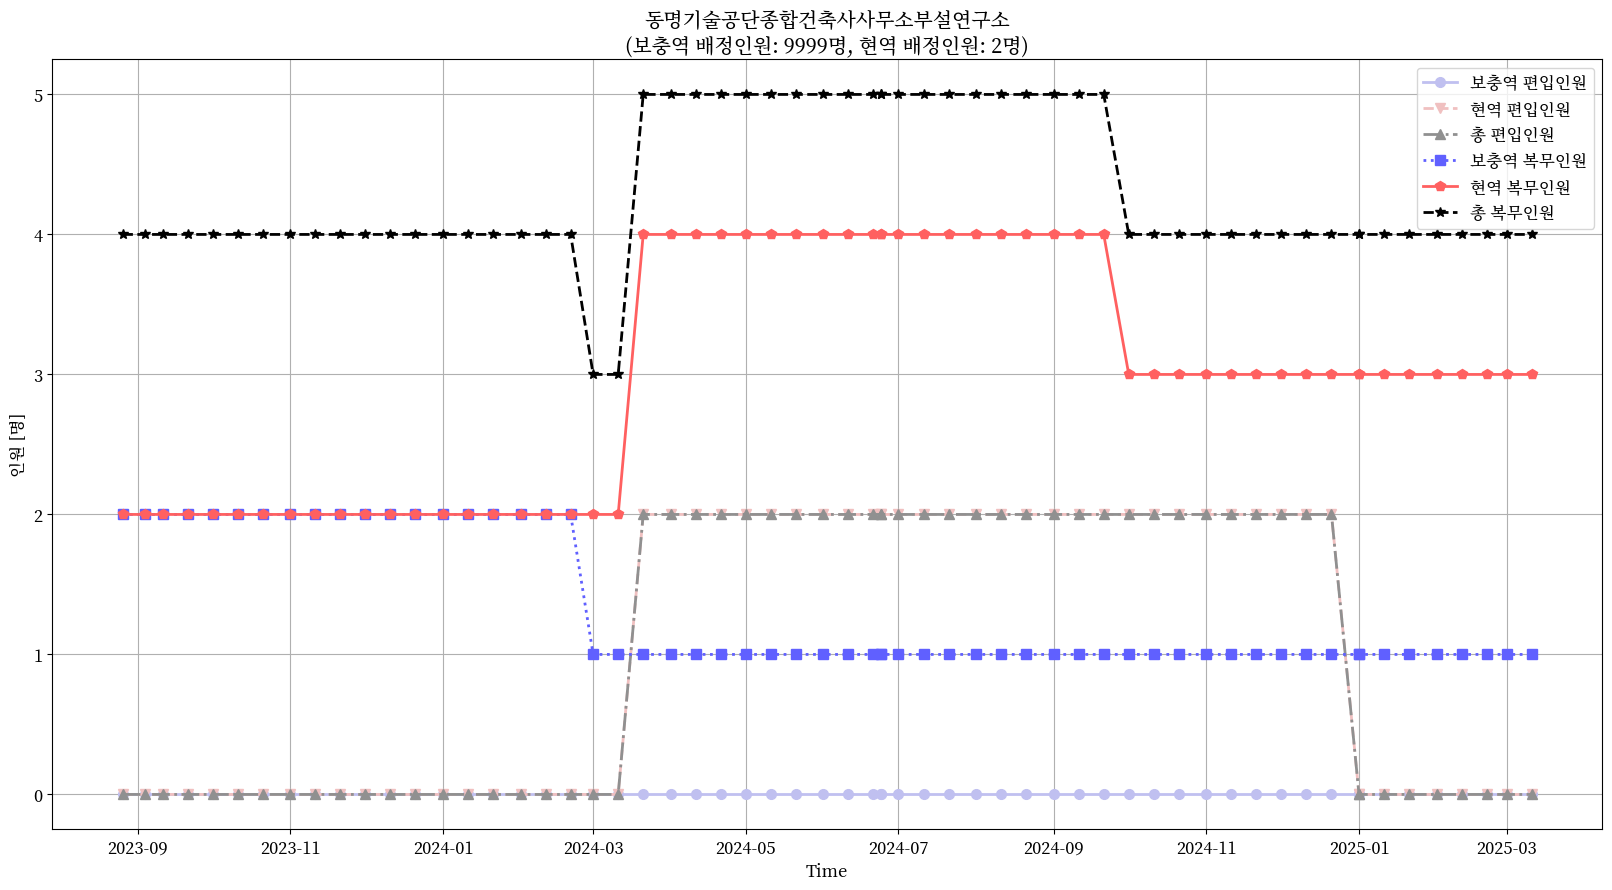 동명기술공단종합건축사사무소부설연구소
(보충역 배정인원: 9999명, 현역 배정인원: 2명)
보충역 편입인원
현역 편입인원
총 편입인원
보충역 복무인원
현역 복무인원
총 복무인원
인원 [명]
5
4
3
2
1
0
2023-09
2023-11
2024-01
2024-03
2024-05
2024-07
2024-09
2024-11
2025-01
2025-03
Time